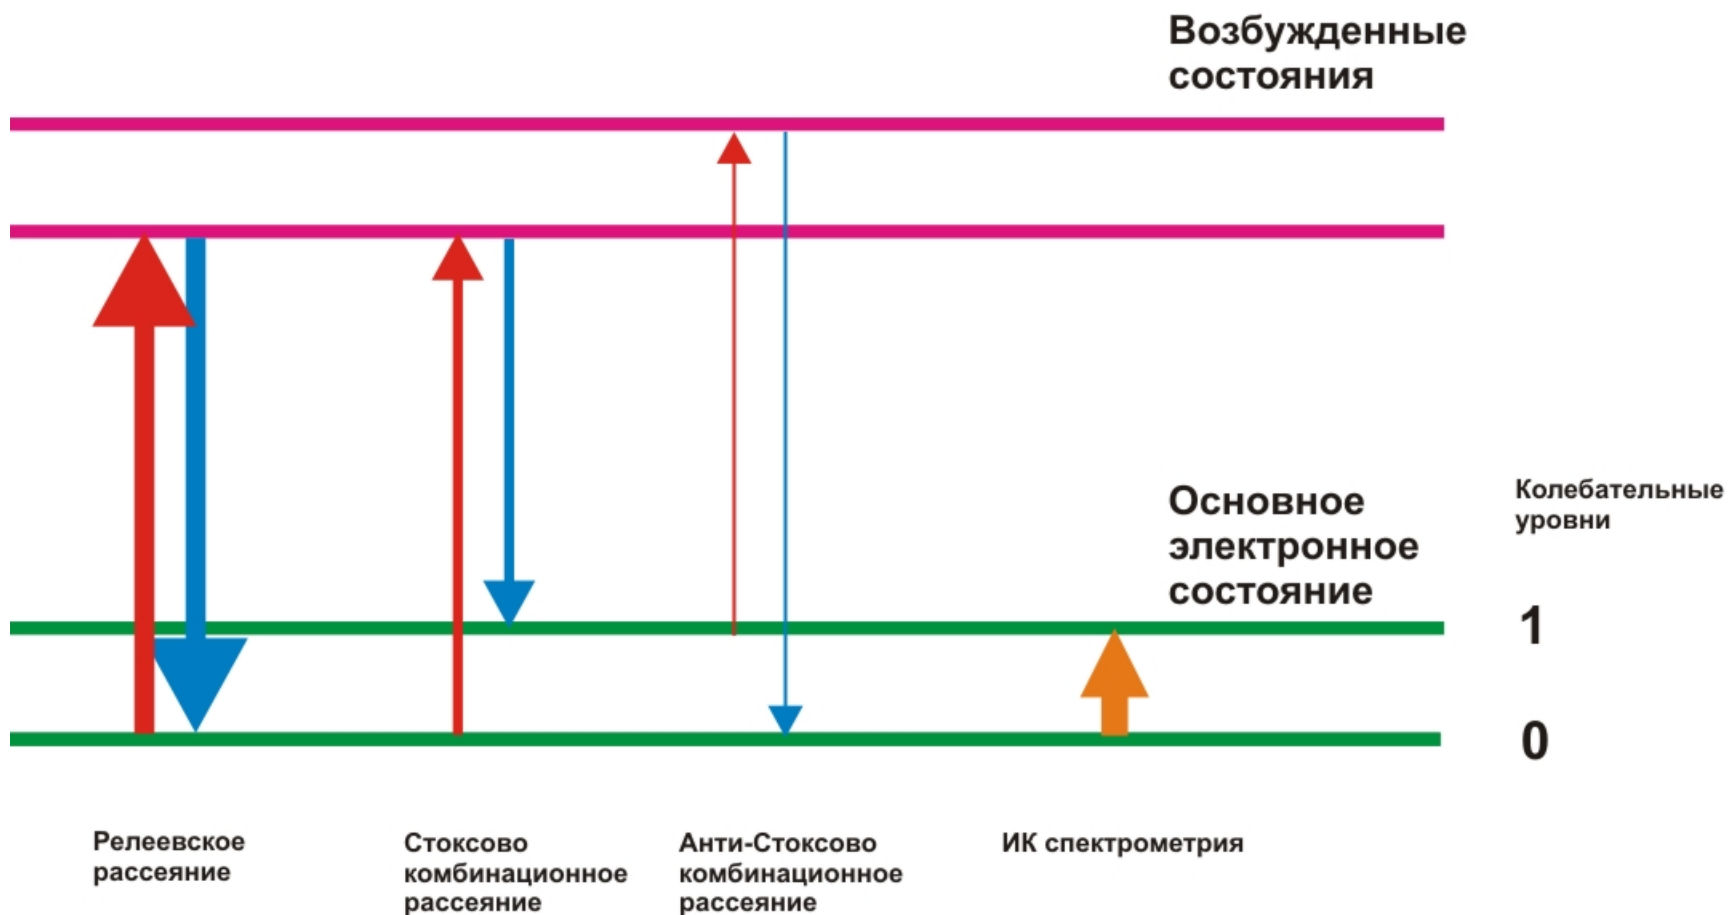 Возбужденные
состояния
Основное
электронное
состояние
Колебательные
уровни
1
0
Релеевское
рассеяние
Стоксово
комбинационное
рассеяние
Анти-Стоксово
комбинационное
рассеяние
ИК спектрометрия